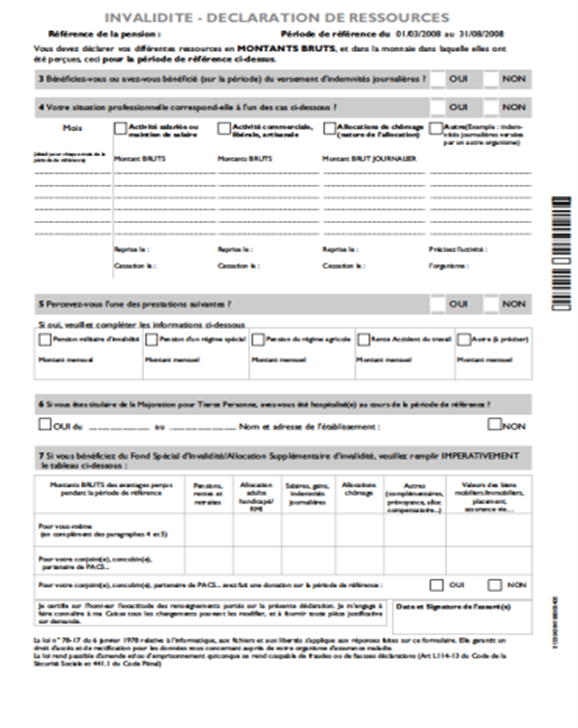 INVALIDITE - DECLARATION DE RESSOURCES
Référence de la pension : Période de référence du 01/03/2008 au 31/08/2008
Vous devez déclarer vos différentes ressources en MONTANTS BRUTS, et dans la monnaie dans laquelle elles ont
été perçues, ceci pour la période de référence ci-dessus.
3 Bénéficiez-vous ou avez-vous bénéficié (sur la période) du versement d'indemnités journalières ? OUI NON
4 Votre situation professionnelle correspond-elle à l'un des cas ci-dessous ? OUI NON
Mois Activité salariée ou Activité commerciale, Allocations de chômage Autre(Exemple : indem-
maintien de salaire libérale, artisanale (nature de l'allocation) nités journalières versées
par un autre organisme)
(détail pour chaque mois de la Montant BRUTS Montants BRUTS Montant BRUT JOURNALIER
période de référence)
Reprise le : Reprise le : Reprise le : Précisez l'activité :
Cessation le : Cessation le : Cessation le : l'organisme :
5 Percevez-vous l'une des prestations suivantes ? OUI NON
Si oui, veuillez compléter les informations ci-dessous
Pension militaire d'invalidité Pension d'un régime spécial Pension du régime agricole Rente Accident du travail Autre (à préciser)
Montant mensuel Montant mensuel Montant mensuel Montant mensuel Montant mensuel
6 Si vous êtes titulaire de la Majoration pour Tierce Personne, avez-vous été hospitalisé(e) au cours de la période de référence ?
OUI du au Nom et adresse de l'établissement : NON
7 Si vous bénéficiez du Fond Spécial d'Invalidité/Allocation Supplémentaire d'invalidité, veuillez remplir IMPERATIVEMENT
le tableau ci-dessous :
Montants BRUTS des avantages perçus Pensions, Allocation Salaires, gains, Allocations Autres Valeurs des biens
pendant la période de référence rentes et adulte indemnités chômage (complémentaires, mobiliers/immobiliers,
retraites handicapé/ journalières prévoyance, alloc placement,
RMI compensatoire...) assurance vie...
Pour vous-même
(en complément des paragraphes 4 et 5)
Pour votre conjoint(e), concubin(e),
partenaire de PACS...
Pour votre conjoint(e), concubin(e), partenaire de PACS... avez fait une donation sur la période de référence : OUI NON
Je certifie sur l'honneur l'exactitude des renseignements portés sur la présente déclaration. Je m'engage à Date et Signature de l'assuré(e)
faire connaître à ma Caisse tous les changements pouvant les modifier, et à fournir toute pièce justificative
sur demande.
La loi n° 78-17 du 6 janvier 1978 relative à l'informatique, aux fichiers et aux libertés s'applique aux réponses faites sur ce formulaire. Elle garantit un
droit d'accès et de rectification pour les données vous concernant auprès de votre organisme d'assurance maladie.
La loi rend passible d'amende et/ou d'emprisonnement quiconque se rend coupable de fraudes ou de fausses déclarations (Art L.114-13 du Code de la
Sécurité Sociale et 441.1 du Code Pénal)